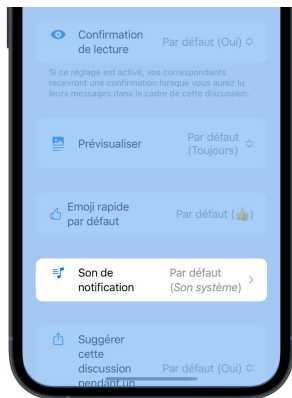 Confirmation
de lecture
Par défaut (Oui)
Si ce réglage est activé, vos correspondants
recevront une confirmation lorsque vous aurez lu
leurs messages dans le cadre de cette discussion.
Prévisualiser
Par défaut
(Toujours)
Emoji rapide
par défaut
Par défaut (👍)
Son de
notification
Par défaut
(Son système)
Suggérer
cette
discussion
pendant un
Par défaut (Oui)